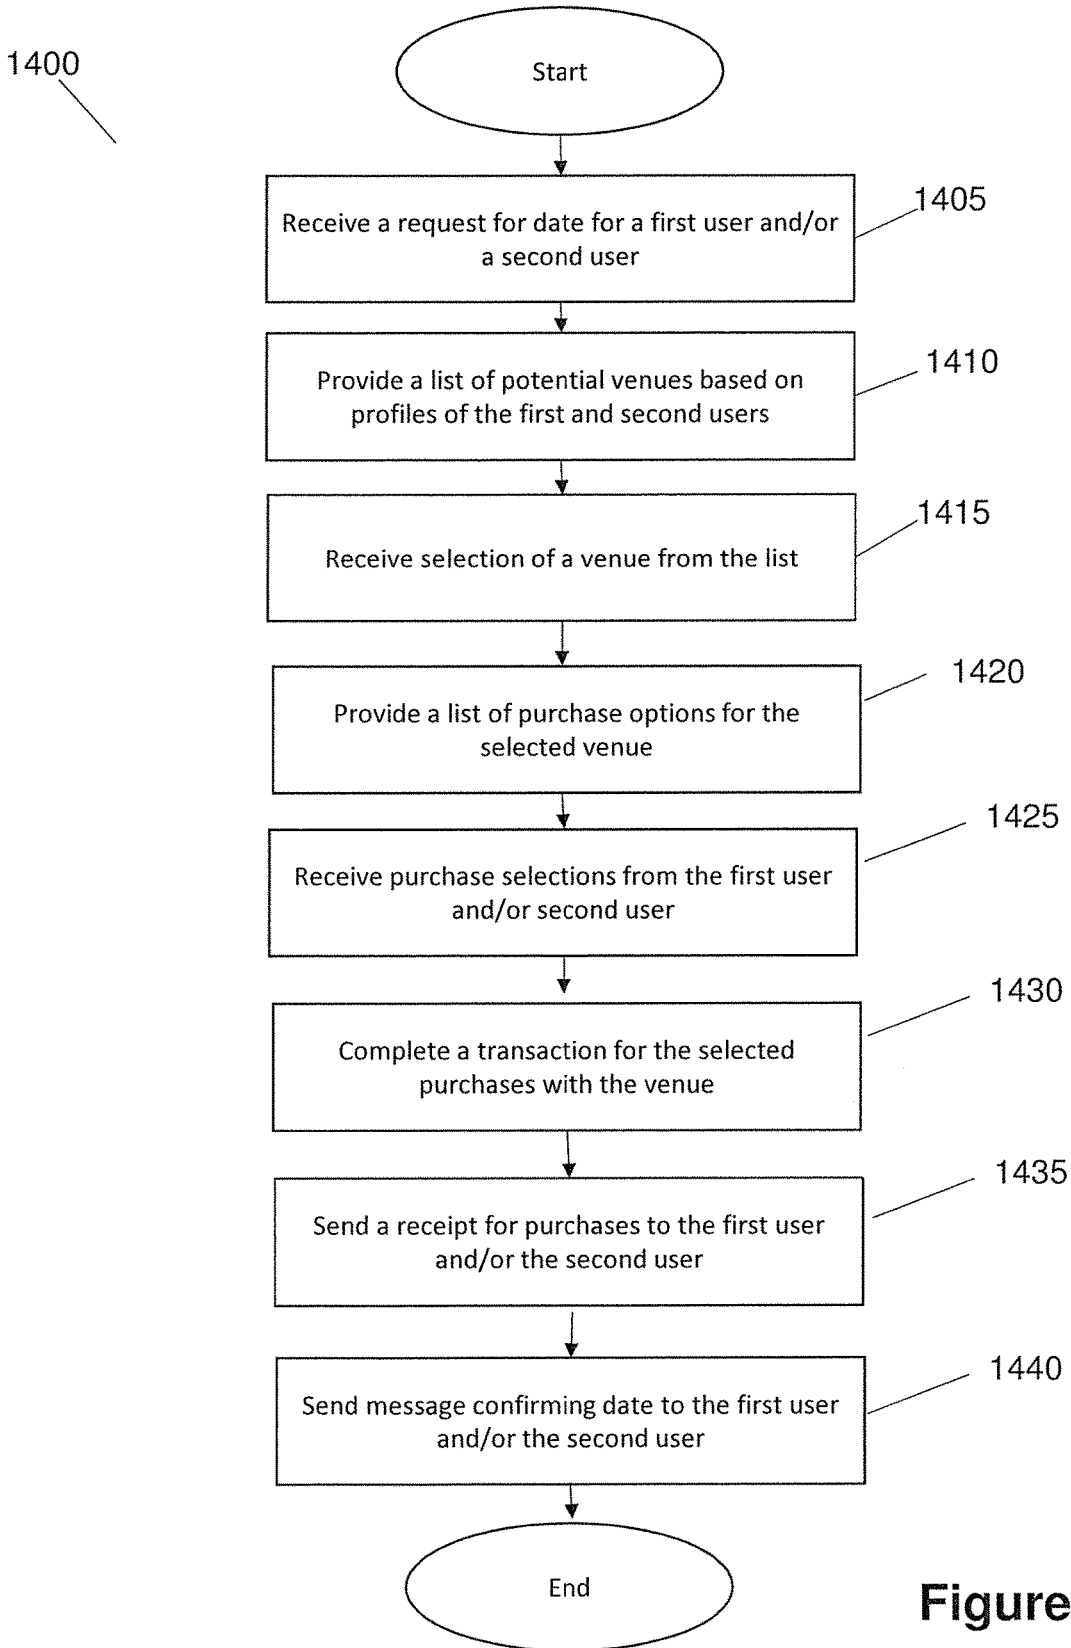 1400
Start
1405
Receive a request for date for a first user and/or
a second user
1410
Provide a list of potential venues based on
profiles of the first and second users
1415
Receive selection of a venue from the list
1420
Provide a list of purchase options for the
selected venue
1425
Receive purchase selections from the first user
and/or second user
1430
Complete a transaction for the selected
purchases with the venue
1435
Send a receipt for purchases to the first user
and/or the second user
1440
Send message confirming date to the first user
and/or the second user
End
Figure